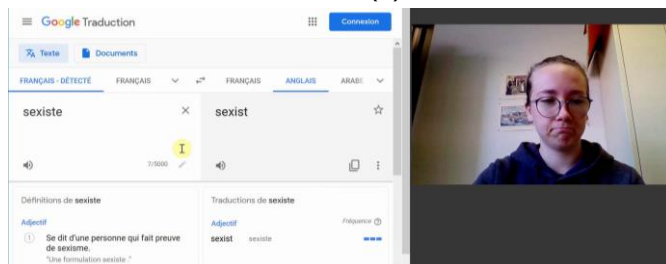 Google Traduction
Connexion
Texte
Documents
FRANÇAIS - DÉTECTÉ FRANÇAIS FRANÇAIS ANGLAIS ARABE
sexiste
sexist
7/5000
Définitions de sexiste
Traductions de sexiste
Adjectif
Adjectif Fréquence
1 Se dit d'une personne qui fait preuve
de sexisme.
"Une formulation sexiste."
sexist sexiste